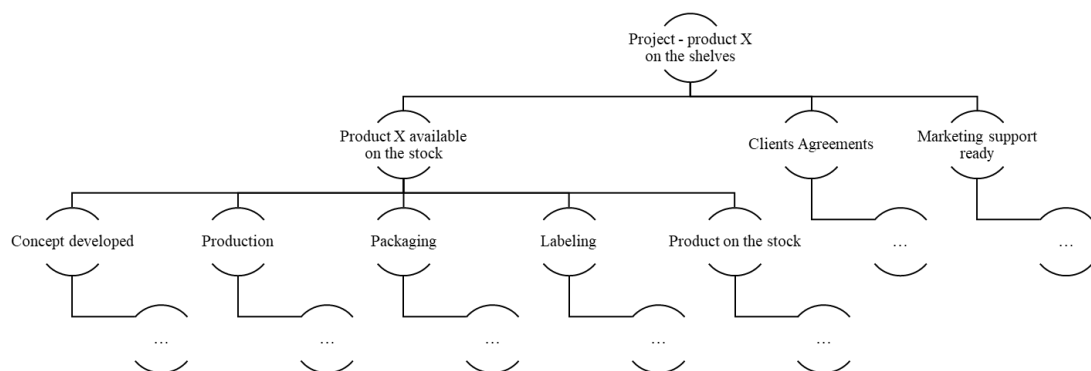 Project - product X
on the shelves
Product X available
on the stock
Clients Agreements
Marketing support
ready
Concept developed
Production
Packaging
Labeling
Product on the stock
...
...
...
...
...
...
...